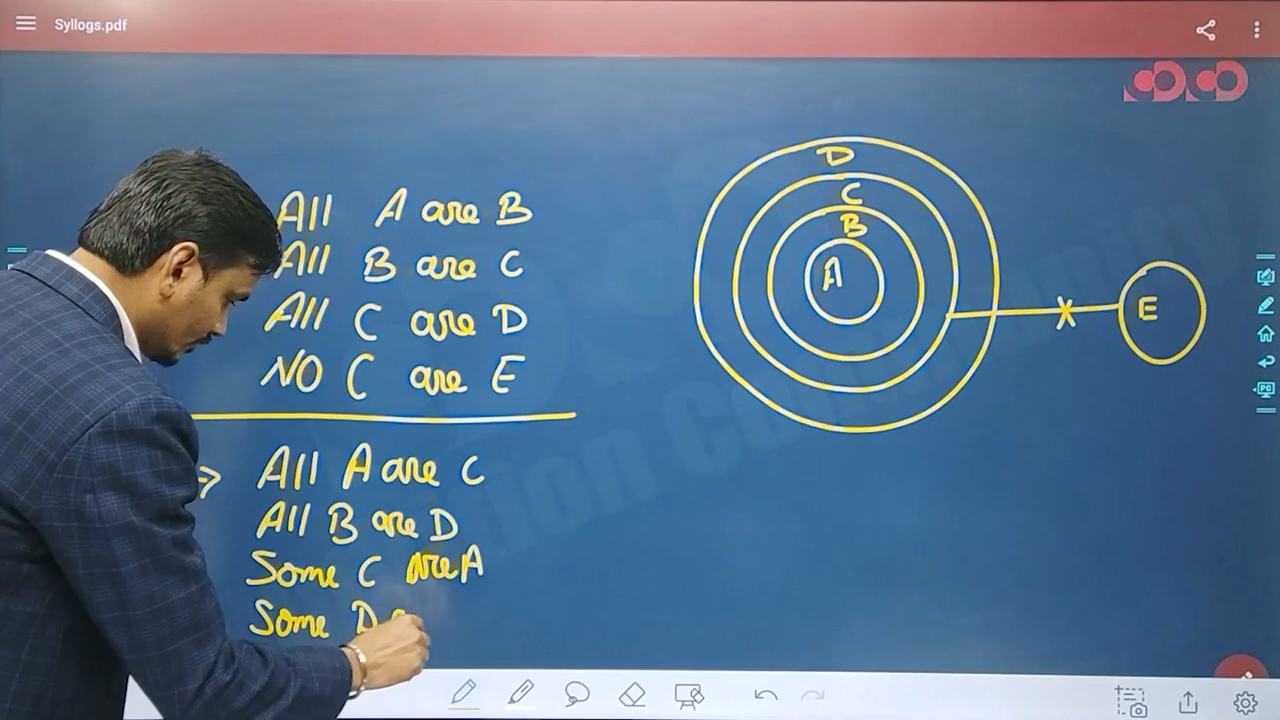 Syllogs.pdf
All A are B
All B are C
All C are D
NO C are E
⇒ All A are C
All B are D
Some C are A
Some D
D
C
B
A
E